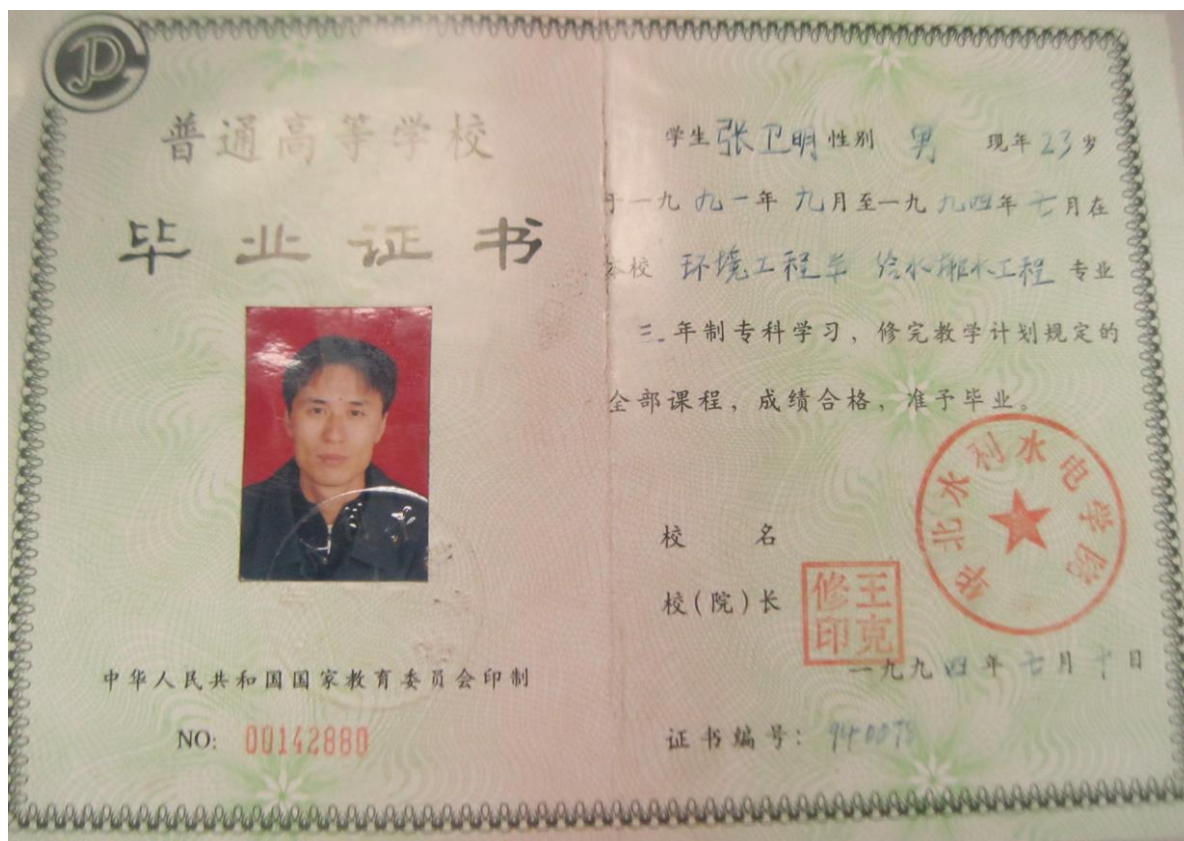 普通高等学校
毕业证书
中华人民共和国国家教育委员会印制
NO: 00142880
学生 张卫明 性别 男 现年 23 岁
于一九九一年九月至一九九四年七月在
本校 环境工程 给水排水工程 专业
三年制专科学习，修完教学计划规定的
全部课程，成绩合格，准予毕业。
华北水利水电学院
校 名
校(院)长
王克修印
一九九四年七月十日
证书编号: 940078